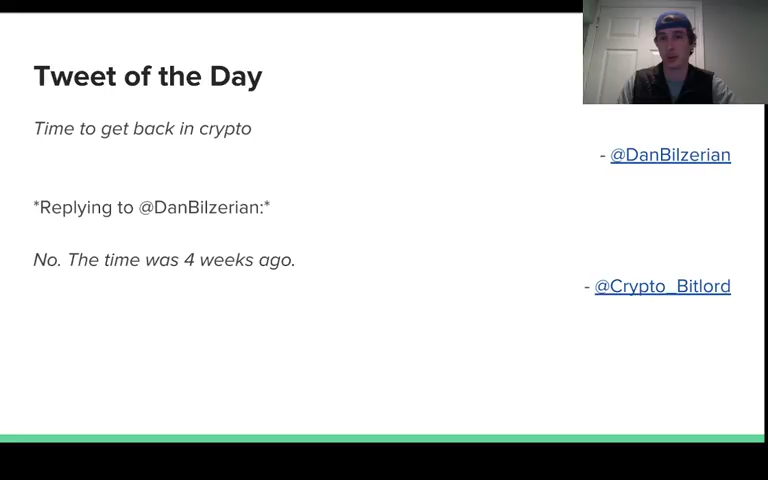 Tweet of the Day
Time to get back in crypto
- @DanBilzerian
*Replying to @DanBilzerian:*
No. The time was 4 weeks ago.
- @Crypto_Bitlord